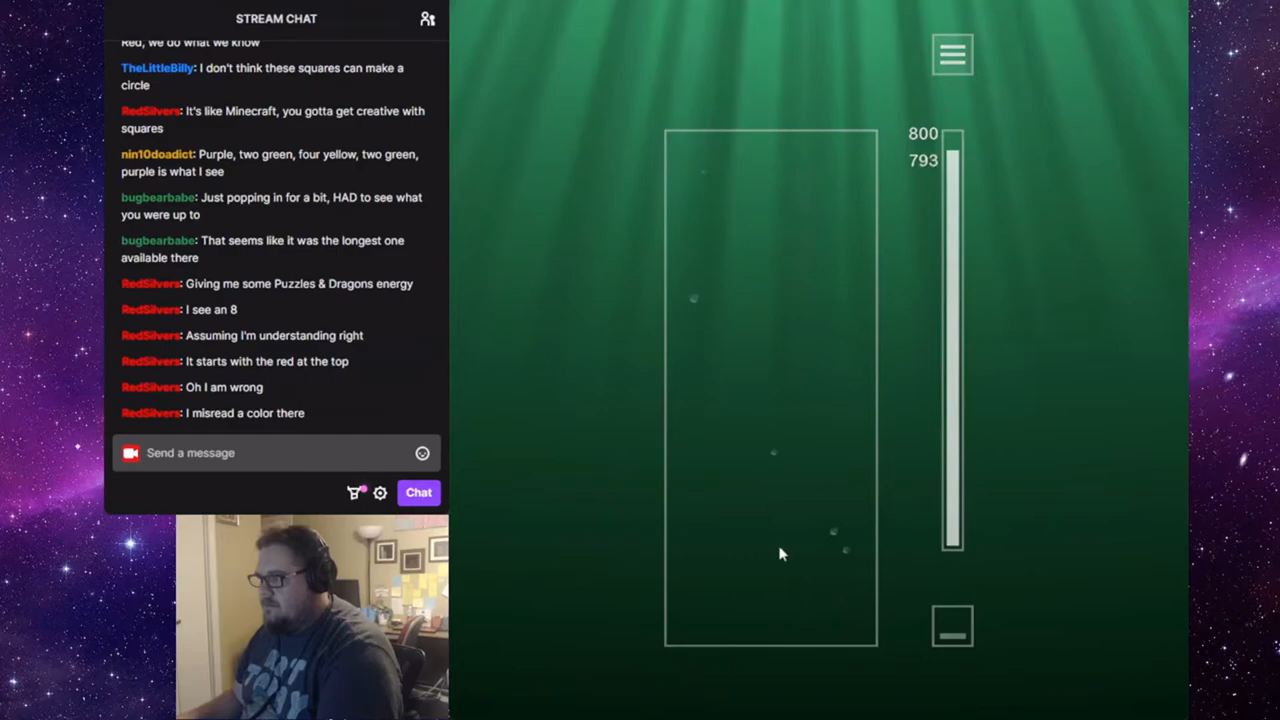 STREAM CHAT
Red, we do what we know
TheLittleBilly: I don't think these squares can make a
circle
RedSilvers: It's like Minecraft, you gotta get creative with
squares
nin10doadict: Purple, two green, four yellow, two green,
purple is what I see
bugbearbabe: Just popping in for a bit, HAD to see what
you were up to
bugbearbabe: That seems like it was the longest one
available there
RedSilvers: Giving me some Puzzles & Dragons energy
RedSilvers: I see an 8
RedSilvers: Assuming I'm understanding right
RedSilvers: It starts with the red at the top
RedSilvers: Oh I am wrong
RedSilvers: I misread a color there
Send a message
Chat
800
793